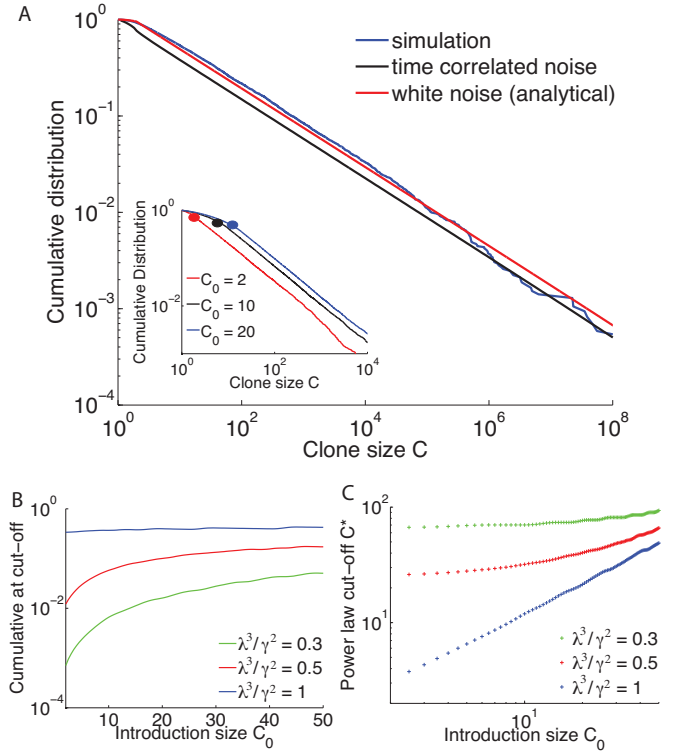 A
simulation
time correlated noise
white noise (analytical)
Cumulative distribution
10^0
10^-1
10^-2
10^-3
10^-4
10^0
10^2
10^4
10^6
10^8
Clone size C
Cumulative Distribution
10^0
10^-2
C_0 = 2
C_0 = 10
C_0 = 20
10^0
10^2
10^4
Clone size C
B
Cumulative at cut-off
10^0
10^-2
10^-4
λ^3/γ^2 = 0.3
λ^3/γ^2 = 0.5
λ^3/γ^2 = 1
10
20
30
40
50
Introduction size C_0
C
Power law cut-off C*
10^2
10^1
λ^3/γ^2 = 0.3
λ^3/γ^2 = 0.5
λ^3/γ^2 = 1
10^1
Introduction size C_0